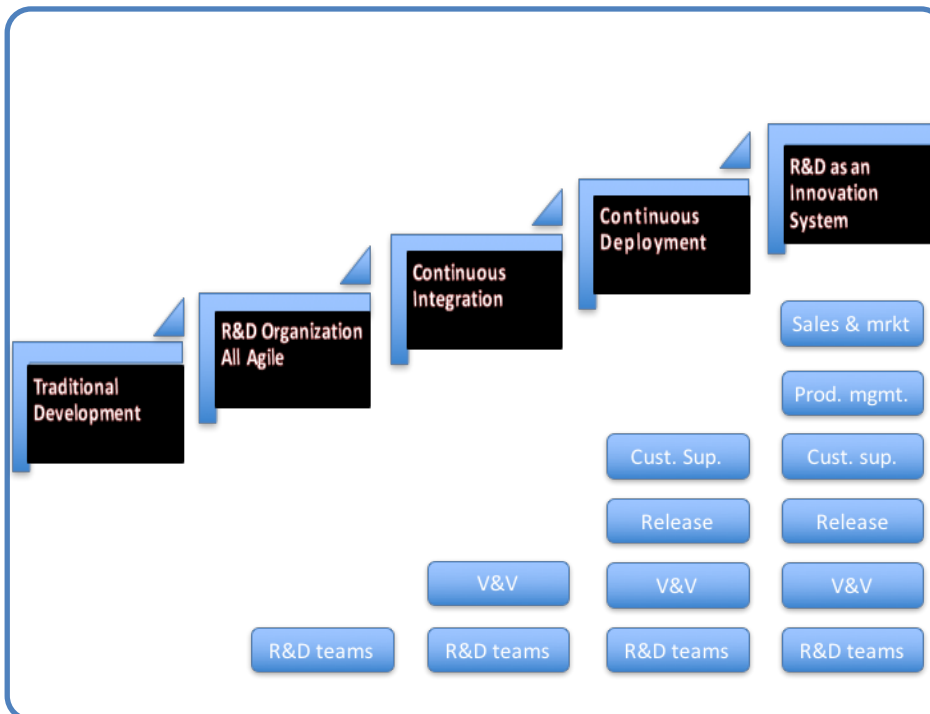 Traditional
Development
R&D Organization
All Agile
Continuous
Integration
Continuous
Deployment
R&D as an
Innovation
System
Sales & mrkt
Prod. mgmt.
Cust. Sup.
Cust. sup.
Release
Release
V&V
V&V
V&V
R&D teams
R&D teams
R&D teams
R&D teams